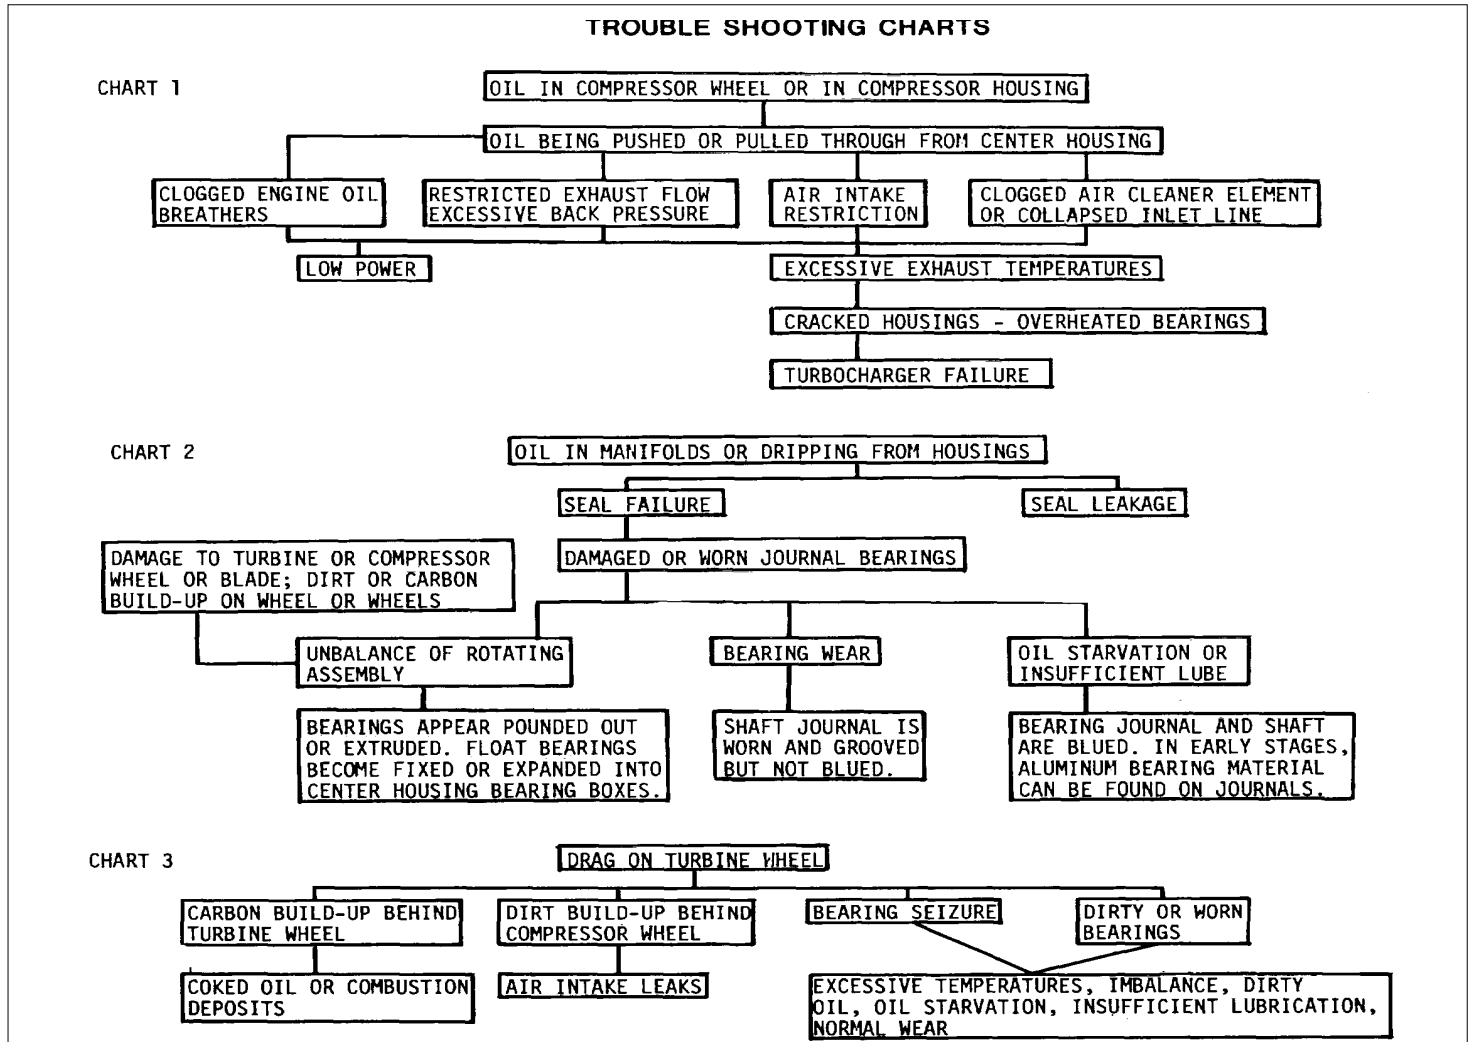 TROUBLE SHOOTING CHARTS
CHART 1
OIL IN COMPRESSOR WHEEL OR IN COMPRESSOR HOUSING
OIL BEING PUSHED OR PULLED THROUGH FROM CENTER HOUSING
CLOGGED ENGINE OIL
BREATHERS
RESTRICTED EXHAUST FLOW
EXCESSIVE BACK PRESSURE
AIR INTAKE
RESTRICTION
CLOGGED AIR CLEANER ELEMENT
OR COLLAPSED INLET LINE
LOW POWER
EXCESSIVE EXHAUST TEMPERATURES
CRACKED HOUSINGS - OVERHEATED BEARINGS
TURBOCHARGER FAILURE
CHART 2
OIL IN MANIFOLDS OR DRIPPING FROM HOUSINGS
SEAL FAILURE
SEAL LEAKAGE
DAMAGED OR WORN JOURNAL BEARINGS
DAMAGE TO TURBINE OR COMPRESSOR
WHEEL OR BLADE; DIRT OR CARBON
BUILD-UP ON WHEEL OR WHEELS
UNBALANCE OF ROTATING
ASSEMBLY
BEARING WEAR
OIL STARVATION OR
INSUFFICIENT LUBE
BEARINGS APPEAR POUNDED OUT
OR EXTRUDED. FLOAT BEARINGS
BECOME FIXED OR EXPANDED INTO
CENTER HOUSING BEARING BOXES.
SHAFT JOURNAL IS
WORN AND GROOVED
BUT NOT BLUED.
BEARING JOURNAL AND SHAFT
ARE BLUED. IN EARLY STAGES,
ALUMINUM BEARING MATERIAL
CAN BE FOUND ON JOURNALS.
CHART 3
DRAG ON TURBINE WHEEL
CARBON BUILD-UP BEHIND
TURBINE WHEEL
DIRT BUILD-UP BEHIND
COMPRESSOR WHEEL
BEARING SEIZURE
DIRTY OR WORN
BEARINGS
COKED OIL OR COMBUSTION
DEPOSITS
AIR INTAKE LEAKS
EXCESSIVE TEMPERATURES, IMBALANCE, DIRTY
OIL, OIL STARVATION, INSUFFICIENT LUBRICATION,
NORMAL WEAR